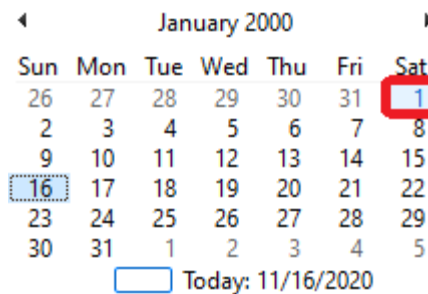 January 2000
Sun Mon Tue Wed Thu Fri Sat
26 27 28 29 30 31 1
2 3 4 5 6 7 8
9 10 11 12 13 14 15
16 17 18 19 20 21 22
23 24 25 26 27 28 29
30 31 1 2 3 4 5
Today: 11/16/2020